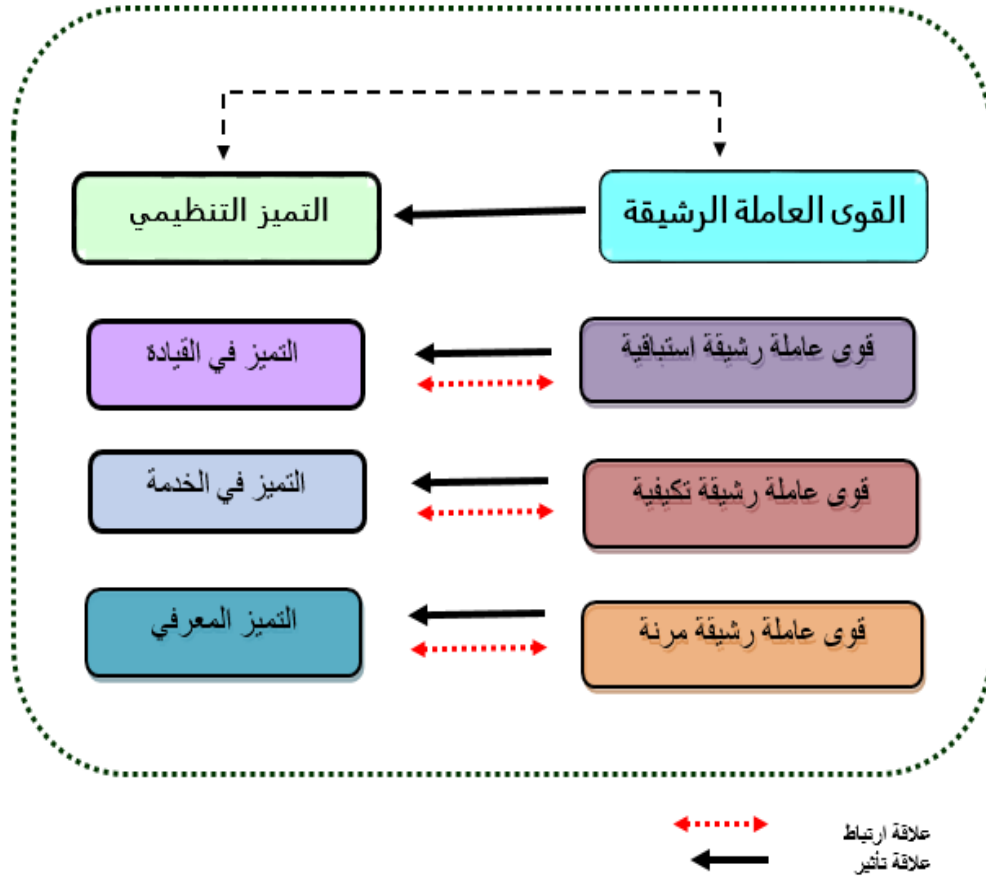 القوى العاملة الرشيقة
التميز التنظيمي
قوى عاملة رشيقة استباقية
التميز في القيادة
قوى عاملة رشيقة تكيفية
التميز في الخدمة
قوى عاملة رشيقة مرنة
التميز المعرفي
علاقة ارتباط
علاقة تأثير